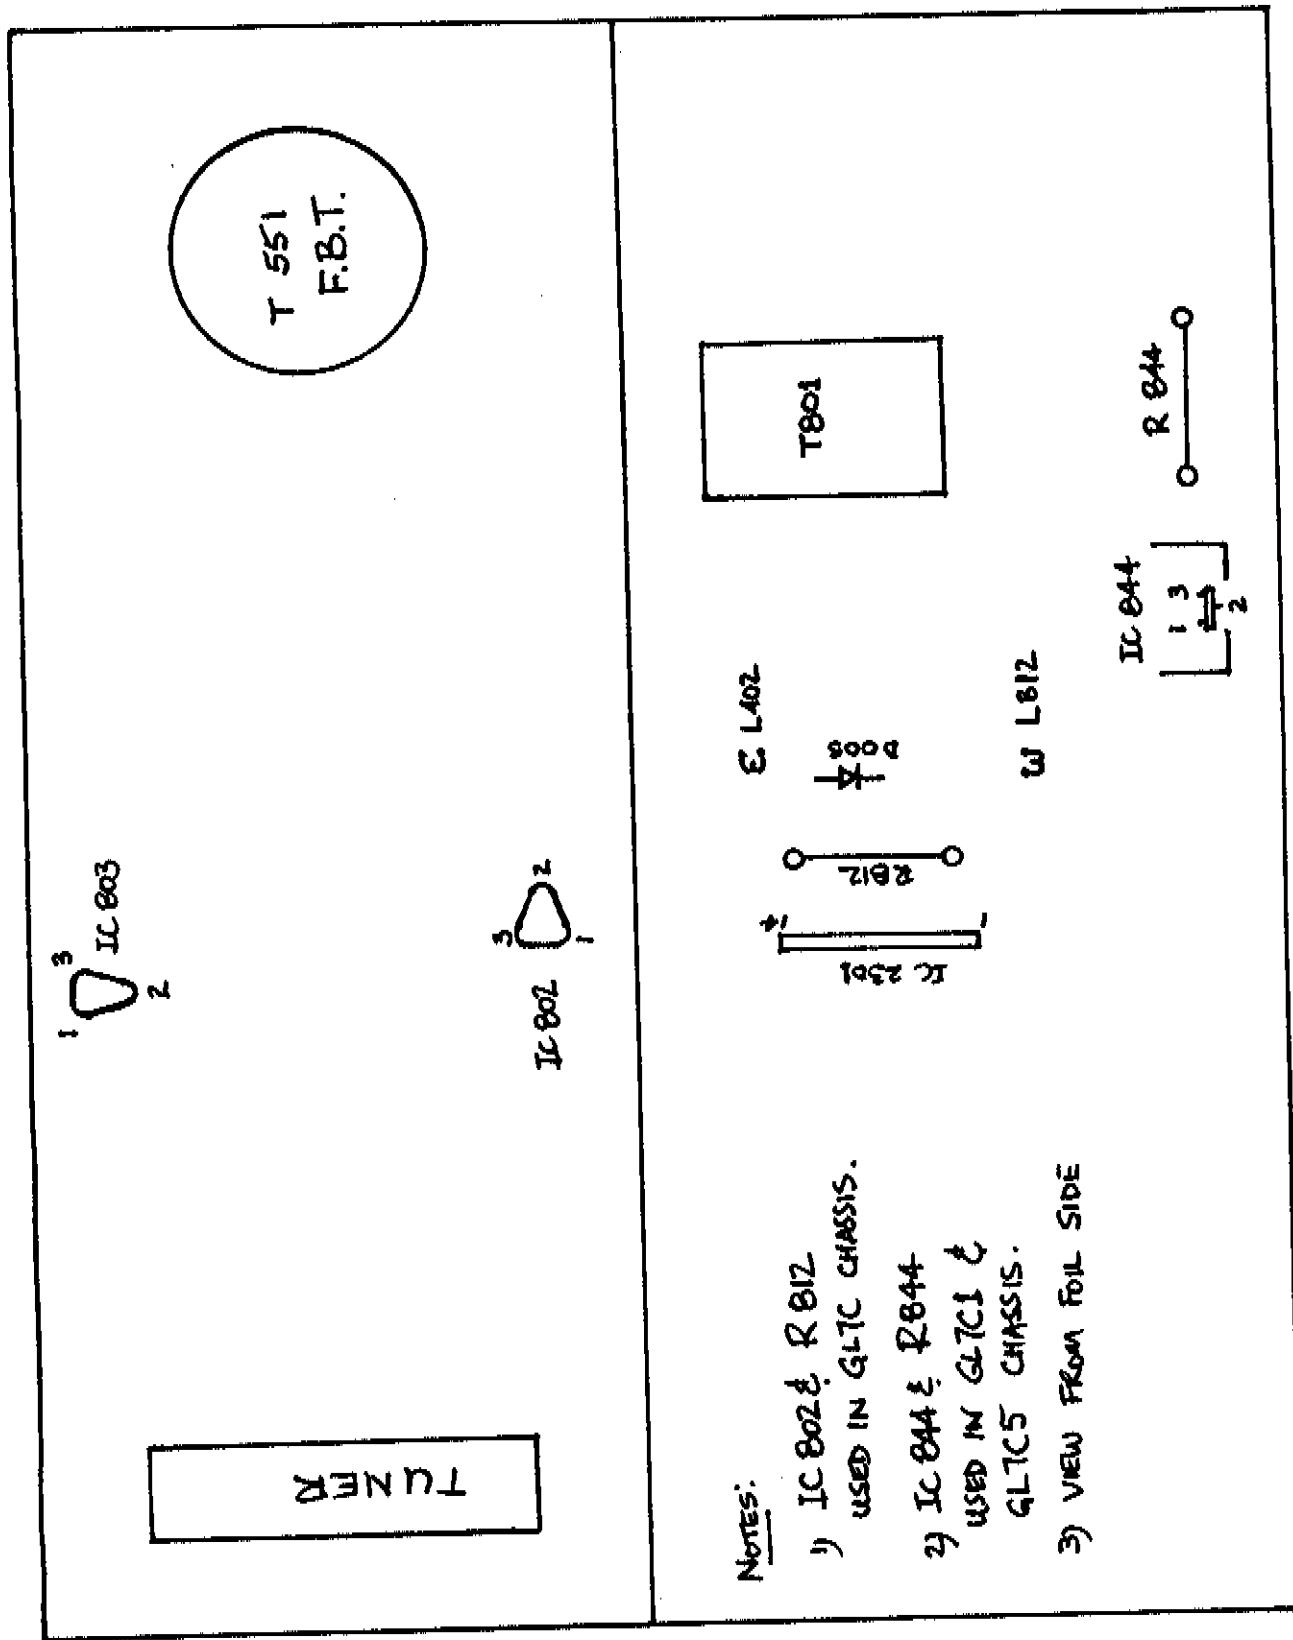 T 551
F.B.T.
1
3
IC 803
2
3
2
1
IC 802
TUNER
T801
R 844
IC 844
1 3
2
L402
D005
L812
R812
+
-
IC 2301
NOTES:
1) IC 802 & R 812
USED IN GL7C CHASSIS.
2) IC 844 & R844
USED IN GL7C1 &
GL7C5 CHASSIS.
3) VIEW FROM FOIL SIDE